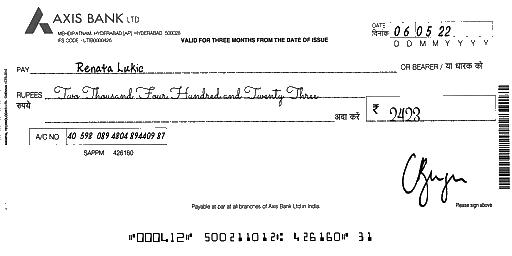 AXIS BANK LTD
MEHDIPATNAM, HYDERABAD [AP] HYDERABAD 500028
IFS CODE - UTIB0000426
VALID FOR THREE MONTHS FROM THE DATE OF ISSUE
DATE
दिनांक 06 05 22
D D M M Y Y Y Y
PAY Renata Lukic OR BEARER / या धारक को
RUPEES Two Thousand Four Hundred and Twenty Three
रुपये
अदा करें ₹ 2423
A/C NO 40 598 089 4804 894409 87
SAPPM 426160
Payable at par at all branches of Axis Bank Ltd in India.
Please sign above
"000412" 500211012: 426160" 31